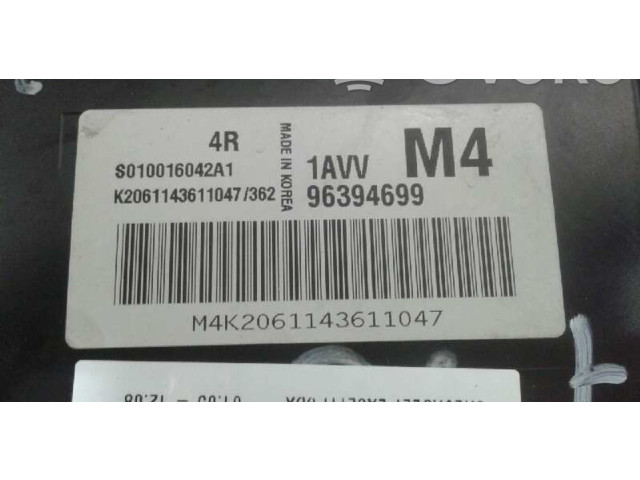 4R
S010016042A1
K2061143611047/362
MADE IN KOREA
1AVV M4
96394699
M4K2061143611047